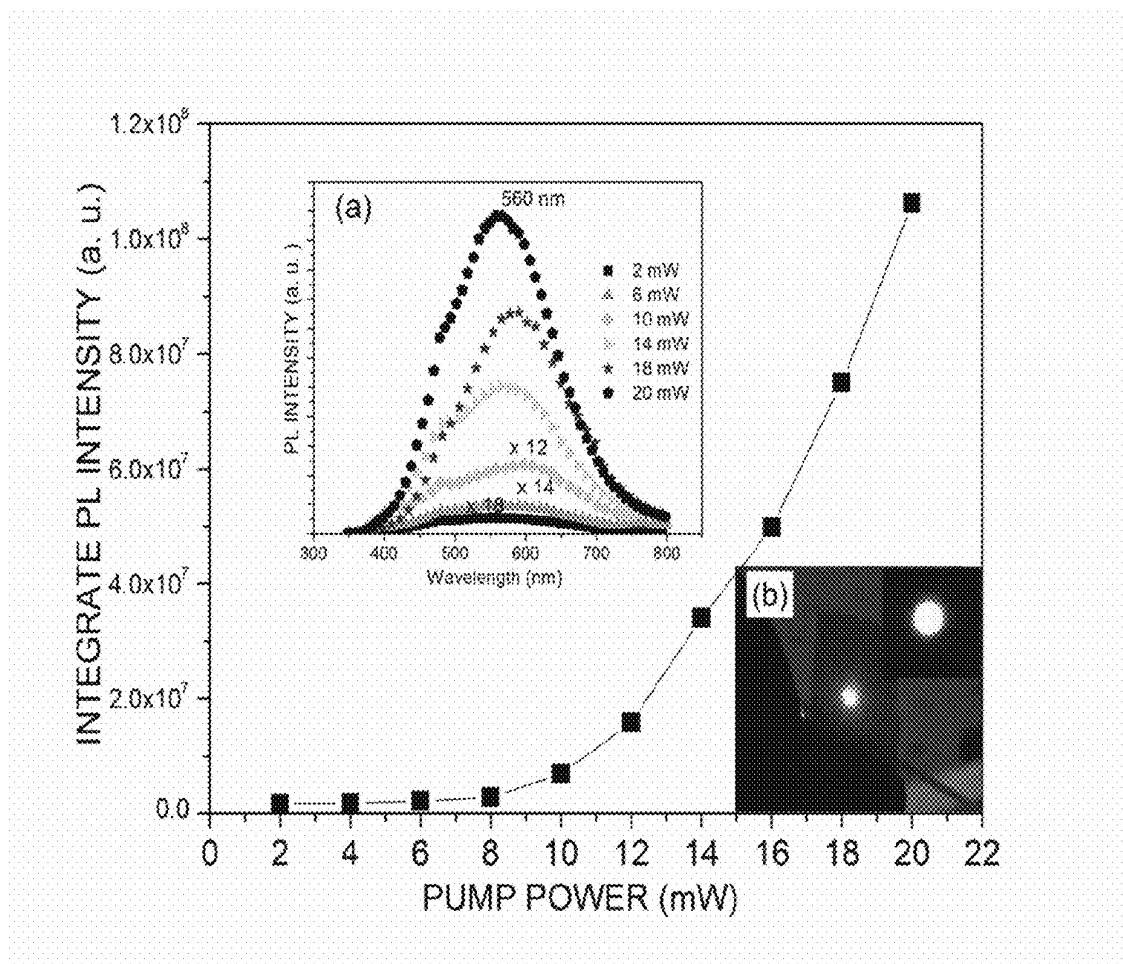 1.2x10⁸
1.0x10⁸
8.0x10⁷
6.0x10⁷
4.0x10⁷
2.0x10⁷
0.0
INTEGRATE PL INTENSITY (a. u.)
0 2 4 6 8 10 12 14 16 18 20 22
PUMP POWER (mW)
(a)
560 nm
PL INTENSITY (a. u.)
2 mW
6 mW
10 mW
14 mW
18 mW
20 mW
x 12
x 14
x 18
300 400 500 600 700 800
Wavelength (nm)
(b)